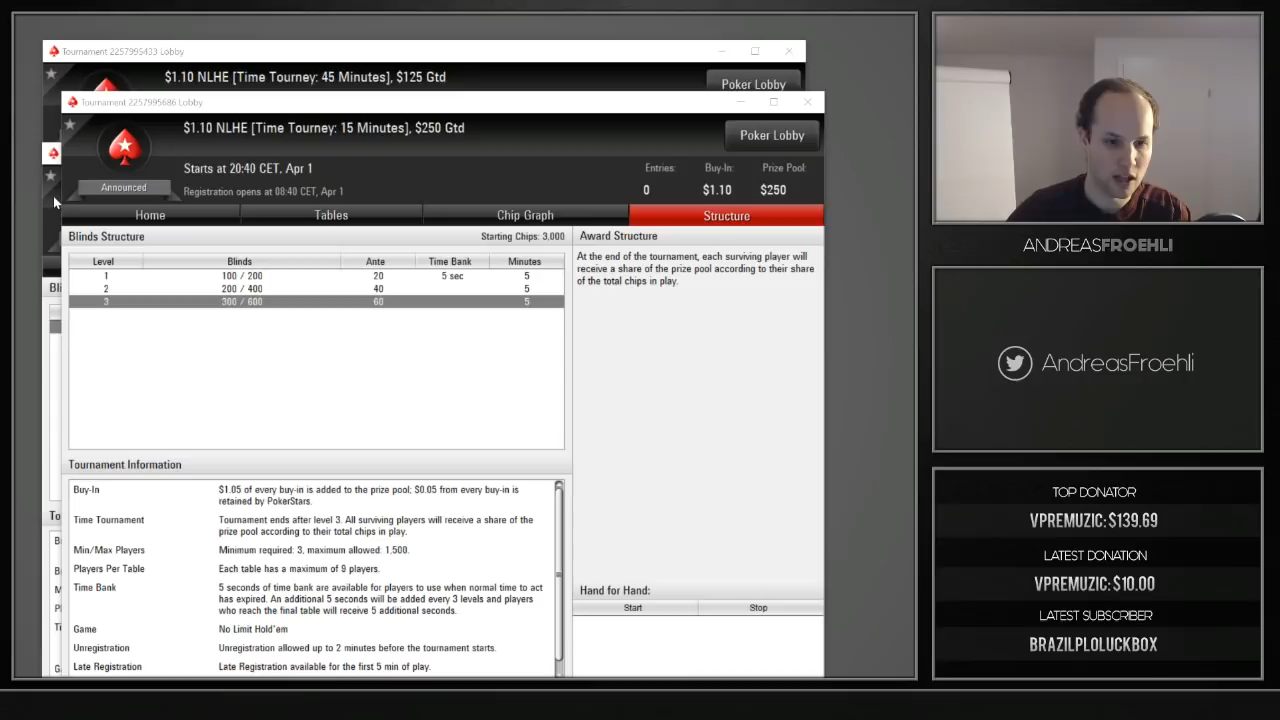 Tournament 2257995433 Lobby
$1.10 NLHE [Time Tourney: 45 Minutes], $125 Gtd
Poker Lobby
Tournament 2257995686 Lobby
$1.10 NLHE [Time Tourney: 15 Minutes], $250 Gtd
Poker Lobby
Starts at 20:40 CET, Apr 1
Entries: Buy-In: Prize Pool:
Announced
Registration opens at 08:40 CET, Apr 1
0 $1.10 $250
Home Tables Chip Graph Structure
Blinds Structure Starting Chips: 3,000
Level Blinds Ante Time Bank Minutes
1 100 / 200 20 5 sec 5
2 200 / 400 40 5
3 300 / 600 60 5
Award Structure
At the end of the tournament, each surviving player will
receive a share of the prize pool according to their share
of the total chips in play.
Tournament Information
Buy-In $1.05 of every buy-in is added to the prize pool; $0.05 from every buy-in is
retained by PokerStars.
Time Tournament Tournament ends after level 3. All surviving players will receive a share of the
prize pool according to their total chips in play.
Min/Max Players Minimum required: 3, maximum allowed: 1,500.
Players Per Table Each table has a maximum of 9 players.
Time Bank 5 seconds of time bank are available for players to use when normal time to act
has expired. An additional 5 seconds will be added every 3 levels and players
who reach the final table will receive 5 additional seconds.
Game No Limit Hold'em
Unregistration Unregistration allowed up to 2 minutes before the tournament starts.
Late Registration Late Registration available for the first 5 min of play.
Hand for Hand:
Start Stop
ANDREASFROEHLI
AndreasFroehli
TOP DONATOR
VPREMUZIC: $139.69
LATEST DONATION
VPREMUZIC: $10.00
LATEST SUBSCRIBER
BRAZILPLOLUCKBOX